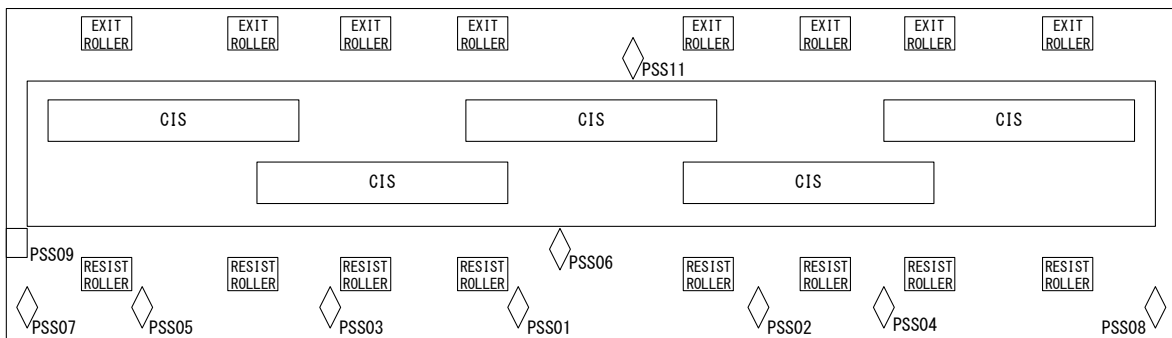 EXIT EXIT EXIT EXIT EXIT EXIT EXIT EXIT
ROLLER ROLLER ROLLER ROLLER ROLLER ROLLER ROLLER ROLLER
PSS11
CIS CIS CIS
CIS CIS
PSS09
PSS06
RESIST RESIST RESIST RESIST RESIST RESIST RESIST RESIST
ROLLER ROLLER ROLLER ROLLER ROLLER ROLLER ROLLER ROLLER
PSS07 PSS05 PSS03 PSS01 PSS02 PSS04 PSS08